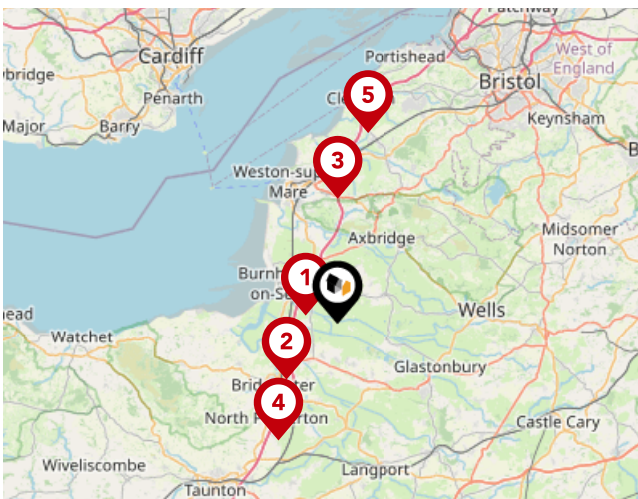 Patchway
Cardiff
West of
England
Portishead
bridge
Bristol
Penarth
Cle
5
Keynsham
Major
Barry
3
Weston-sup
Mare
Midsomer
Norton
Axbridge
Burnh
1
on-Se
Wells
ead
Watchet
2
Glastonbury
Brid
ter
4
North P
rton
Castle Cary
Wiveliscombe
Langport
Taunton